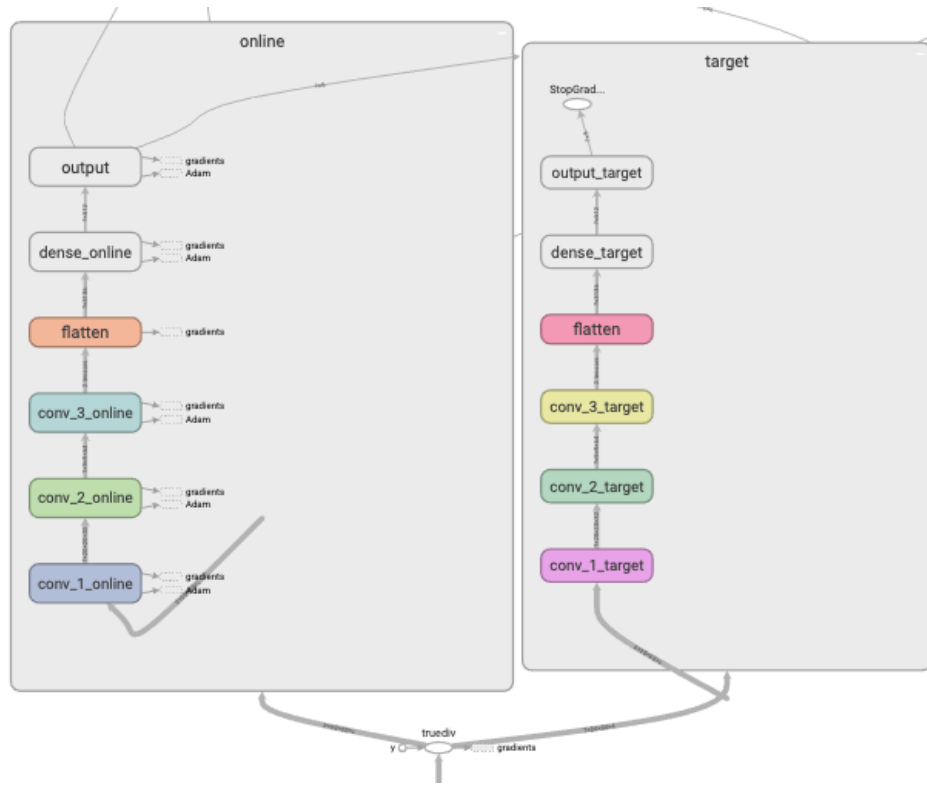 online
output
gradients
Adam
dense_online
gradients
Adam
flatten
gradients
conv_3_online
gradients
Adam
conv_2_online
gradients
Adam
conv_1_online
gradients
Adam
target
StopGrad...
output_target
dense_target
flatten
conv_3_target
conv_2_target
conv_1_target
truediv
y
gradients